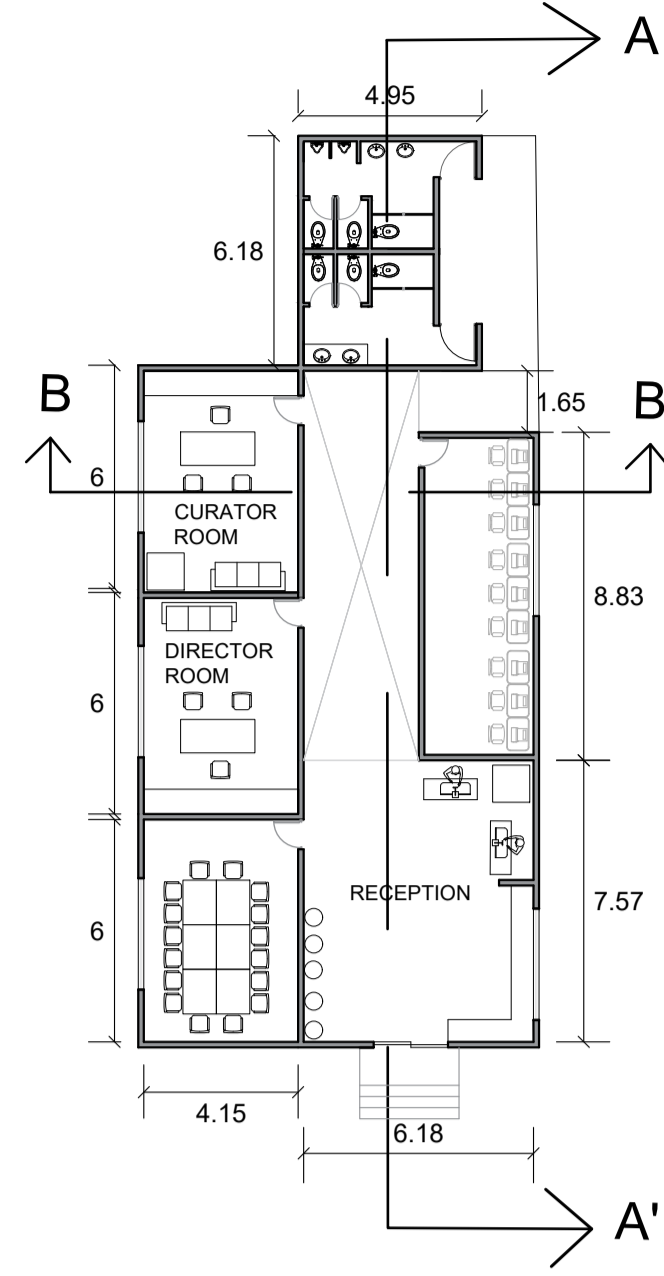 A
4.95
6.18
B
B
1.65
6
CURATOR
ROOM
8.83
DIRECTOR
ROOM
6
RECEPTION
7.57
6
4.15
6.18
A'